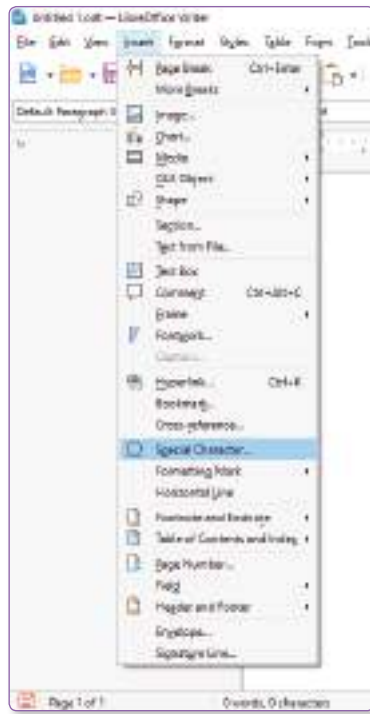 Untitled 1.odt - LibreOffice Writer
File Edit View Insert Format Styles Table Form Tools
Default Paragraph S
Page Break Ctrl+Enter
More Breaks
Image...
Chart...
Media
OLE Object
Shape
Section...
Text from File...
Text Box
Comment Ctrl+Alt+C
Frame
Fontwork...
Caption...
Hyperlink... Ctrl+K
Bookmark...
Cross-reference...
Special Character...
Formatting Mark
Horizontal Line
Footnote and Endnote
Table of Contents and Index
Page Number...
Field
Header and Footer
Envelope...
Signature Line...
Page 1 of 1 0 words, 0 characters